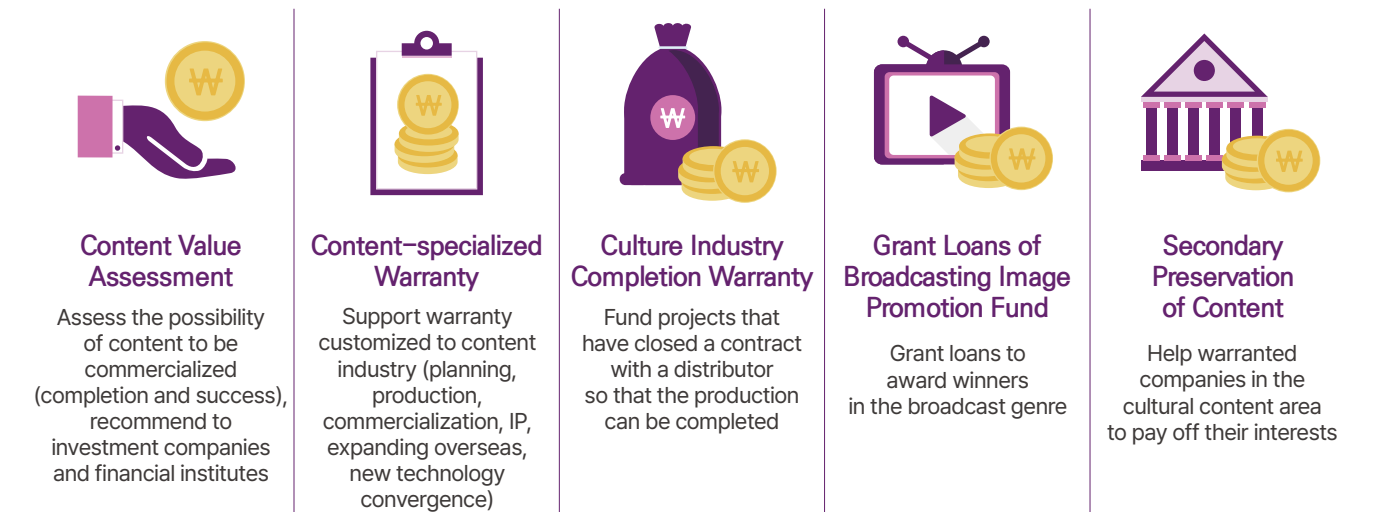 ₩
Content Value
Assessment
Assess the possibility
of content to be
commercialized
(completion and success),
recommend to
investment companies
and financial institutes
₩
Content-specialized
Warranty
Support warranty
customized to content
industry (planning,
production,
commercialization, IP,
expanding overseas,
new technology
convergence)
₩
₩
Culture Industry
Completion Warranty
Fund projects that
have closed a contract
with a distributor
so that the production
can be completed
₩
Grant Loans of
Broadcasting Image
Promotion Fund
Grant loans to
award winners
in the broadcast genre
₩
Secondary
Preservation
of Content
Help warranted
companies in the
cultural content area
to pay off their interests